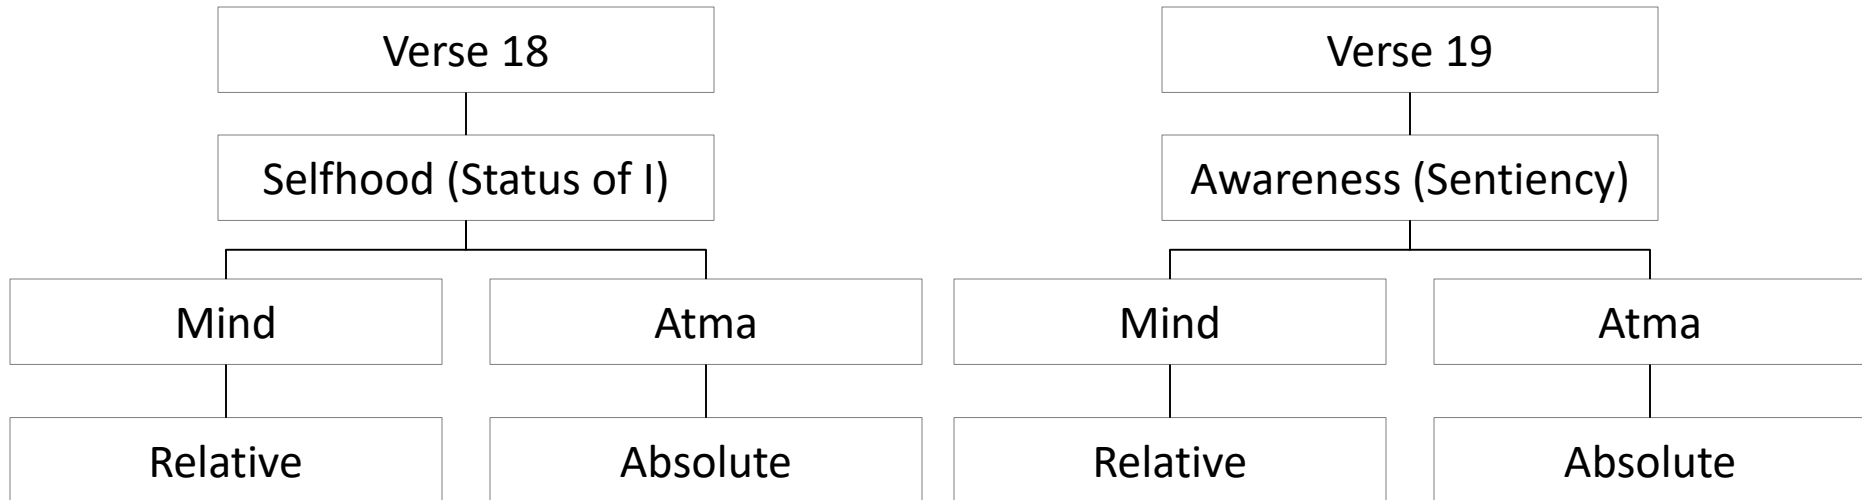 Verse 18
Selfhood (Status of I)
Mind
Atma
Relative
Absolute
Verse 19
Awareness (Sentiency)
Mind
Atma
Relative
Absolute